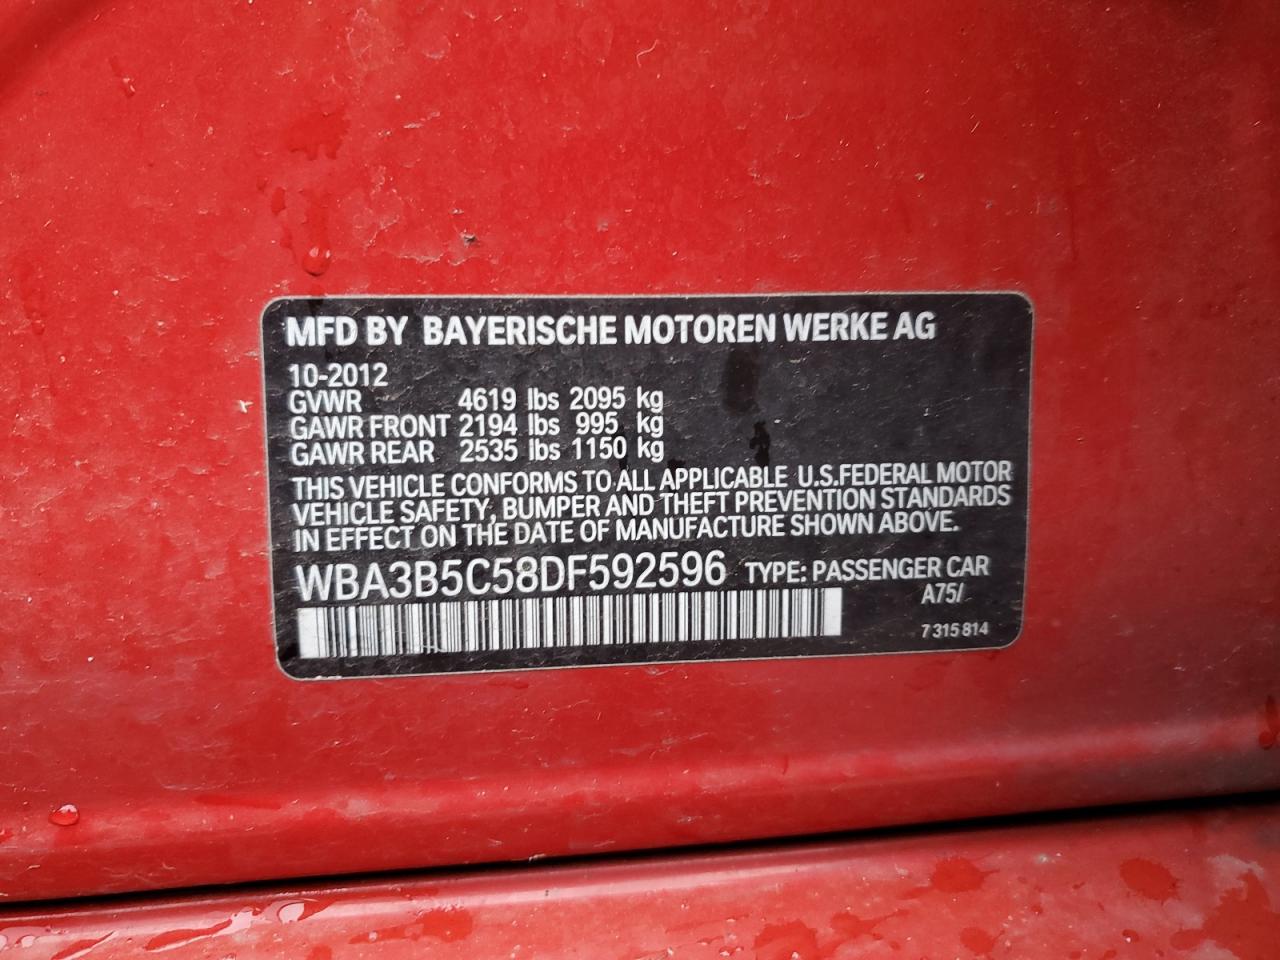 MFD BY BAYERISCHE MOTOREN WERKE AG
10-2012
GVWR 4619 lbs 2095 kg
GAWR FRONT 2194 lbs 995 kg
GAWR REAR 2535 lbs 1150 kg
THIS VEHICLE CONFORMS TO ALL APPLICABLE U.S.FEDERAL MOTOR
VEHICLE SAFETY, BUMPER AND THEFT PREVENTION STANDARDS
IN EFFECT ON THE DATE OF MANUFACTURE SHOWN ABOVE.
WBA3B5C58DF592596 TYPE: PASSENGER CAR
A75/
7 315 814